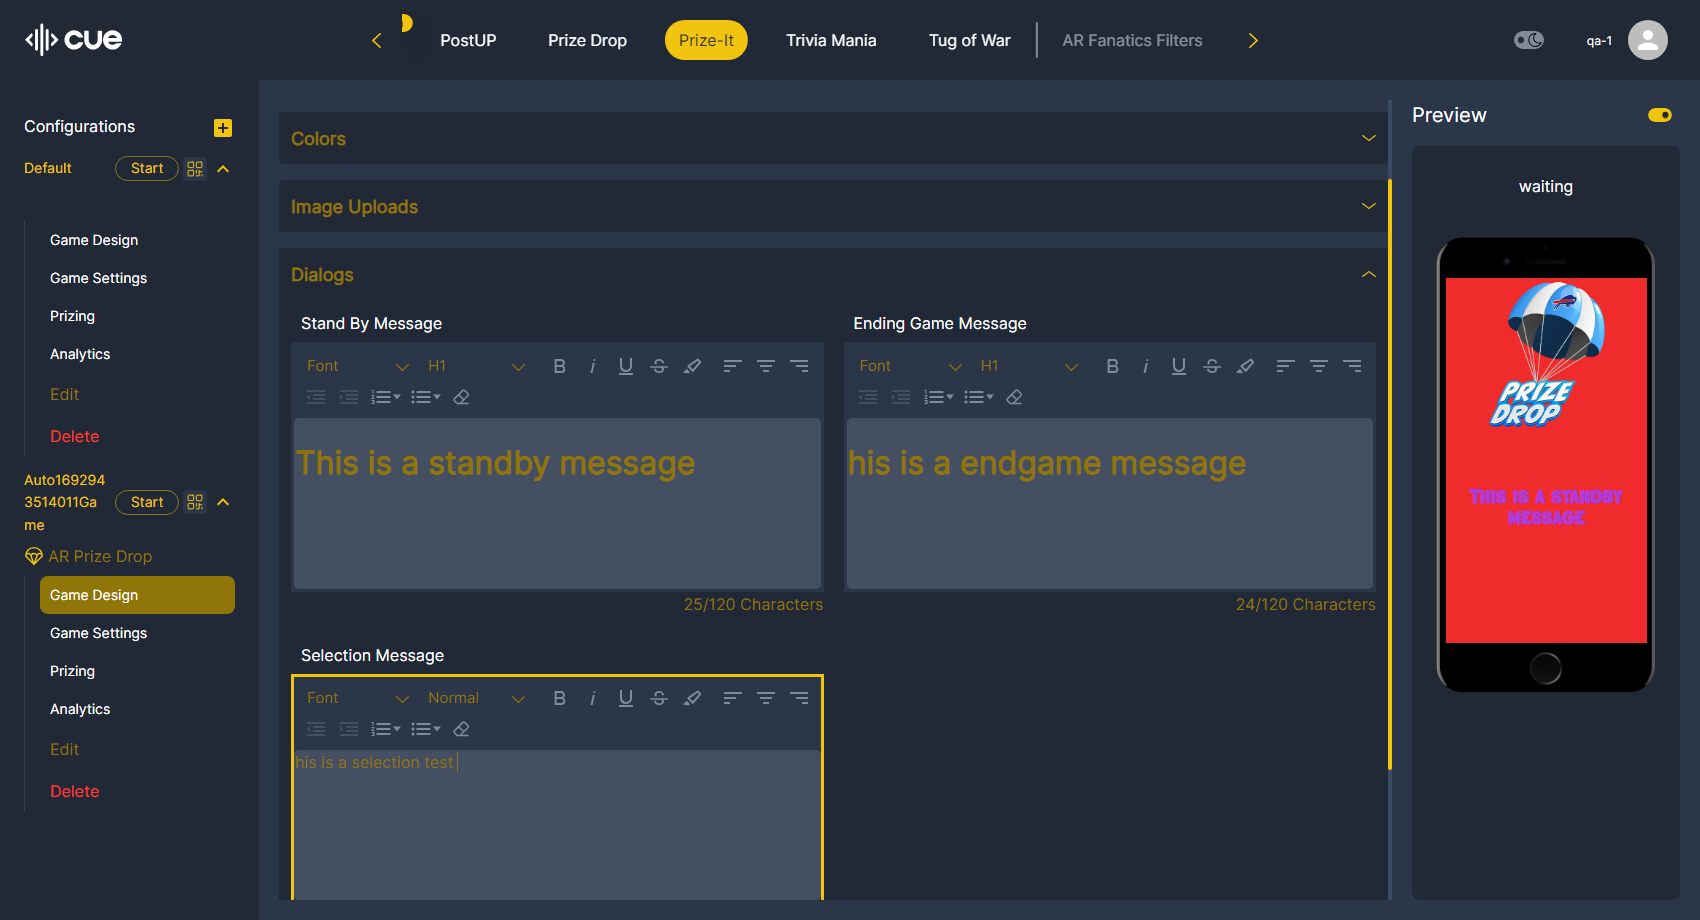 cue
PostUP
Prize Drop
Prize-It
Trivia Mania
Tug of War
AR Fanatics Filters
qa-1
Configurations
Default
Start
Game Design
Game Settings
Prizing
Analytics
Edit
Delete
Auto169294
3514011Ga
me
Start
AR Prize Drop
Game Design
Game Settings
Prizing
Analytics
Edit
Delete
Colors
Image Uploads
Dialogs
Stand By Message
Font
H1
B i U S
This is a standby message
25/120 Characters
Ending Game Message
Font
H1
B i U S
his is a endgame message
24/120 Characters
Selection Message
Font
Normal
B i U S
his is a selection test
Preview
waiting
PRIZE
DROP
THIS IS A STANDBY
MESSAGE